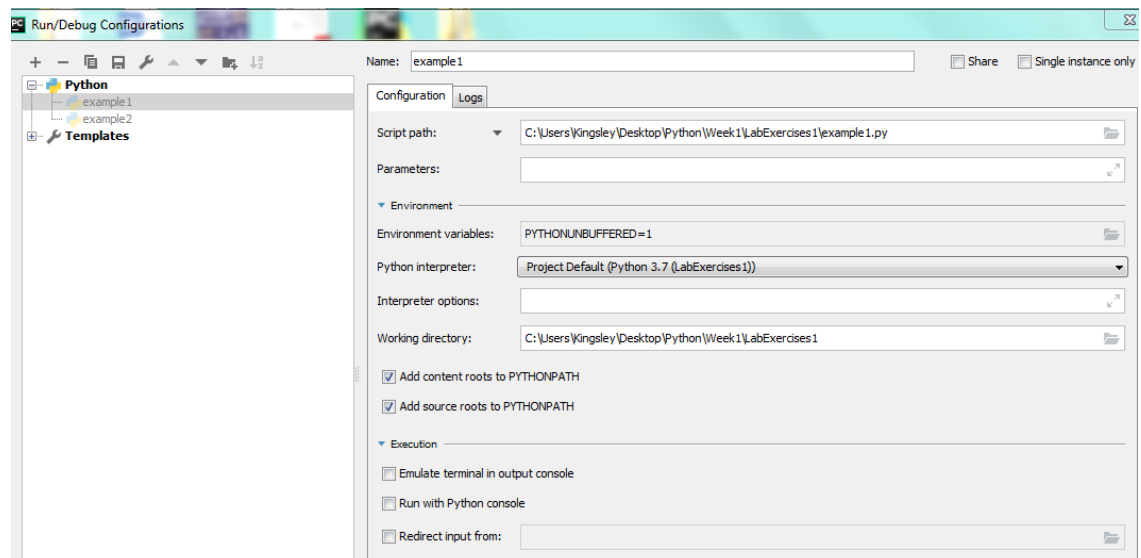 PC Run/Debug Configurations
Name: example1 Share Single instance only
Python
example1
example2
Templates
Configuration Logs
Script path: C:\Users\Kingsley\Desktop\Python\Week1\LabExercises1\example1.py
Parameters:
Environment
Environment variables: PYTHONUNBUFFERED=1
Python interpreter: Project Default (Python 3.7 (LabExercises1))
Interpreter options:
Working directory: C:\Users\Kingsley\Desktop\Python\Week1\LabExercises1
Add content roots to PYTHONPATH
Add source roots to PYTHONPATH
Execution
Emulate terminal in output console
Run with Python console
Redirect input from: